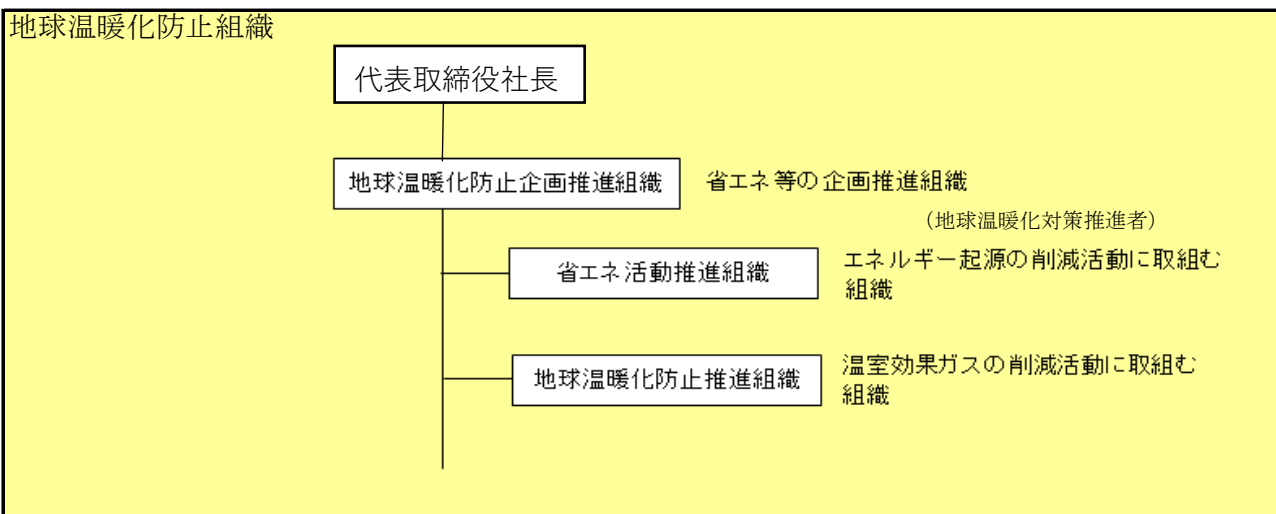 地球温暖化防止組織
代表取締役社長
地球温暖化防止企画推進組織
省エネ等の企画推進組織
（地球温暖化対策推進者）
省エネ活動推進組織
エネルギー起源の削減活動に取組む
組織
地球温暖化防止推進組織
温室効果ガスの削減活動に取組む
組織